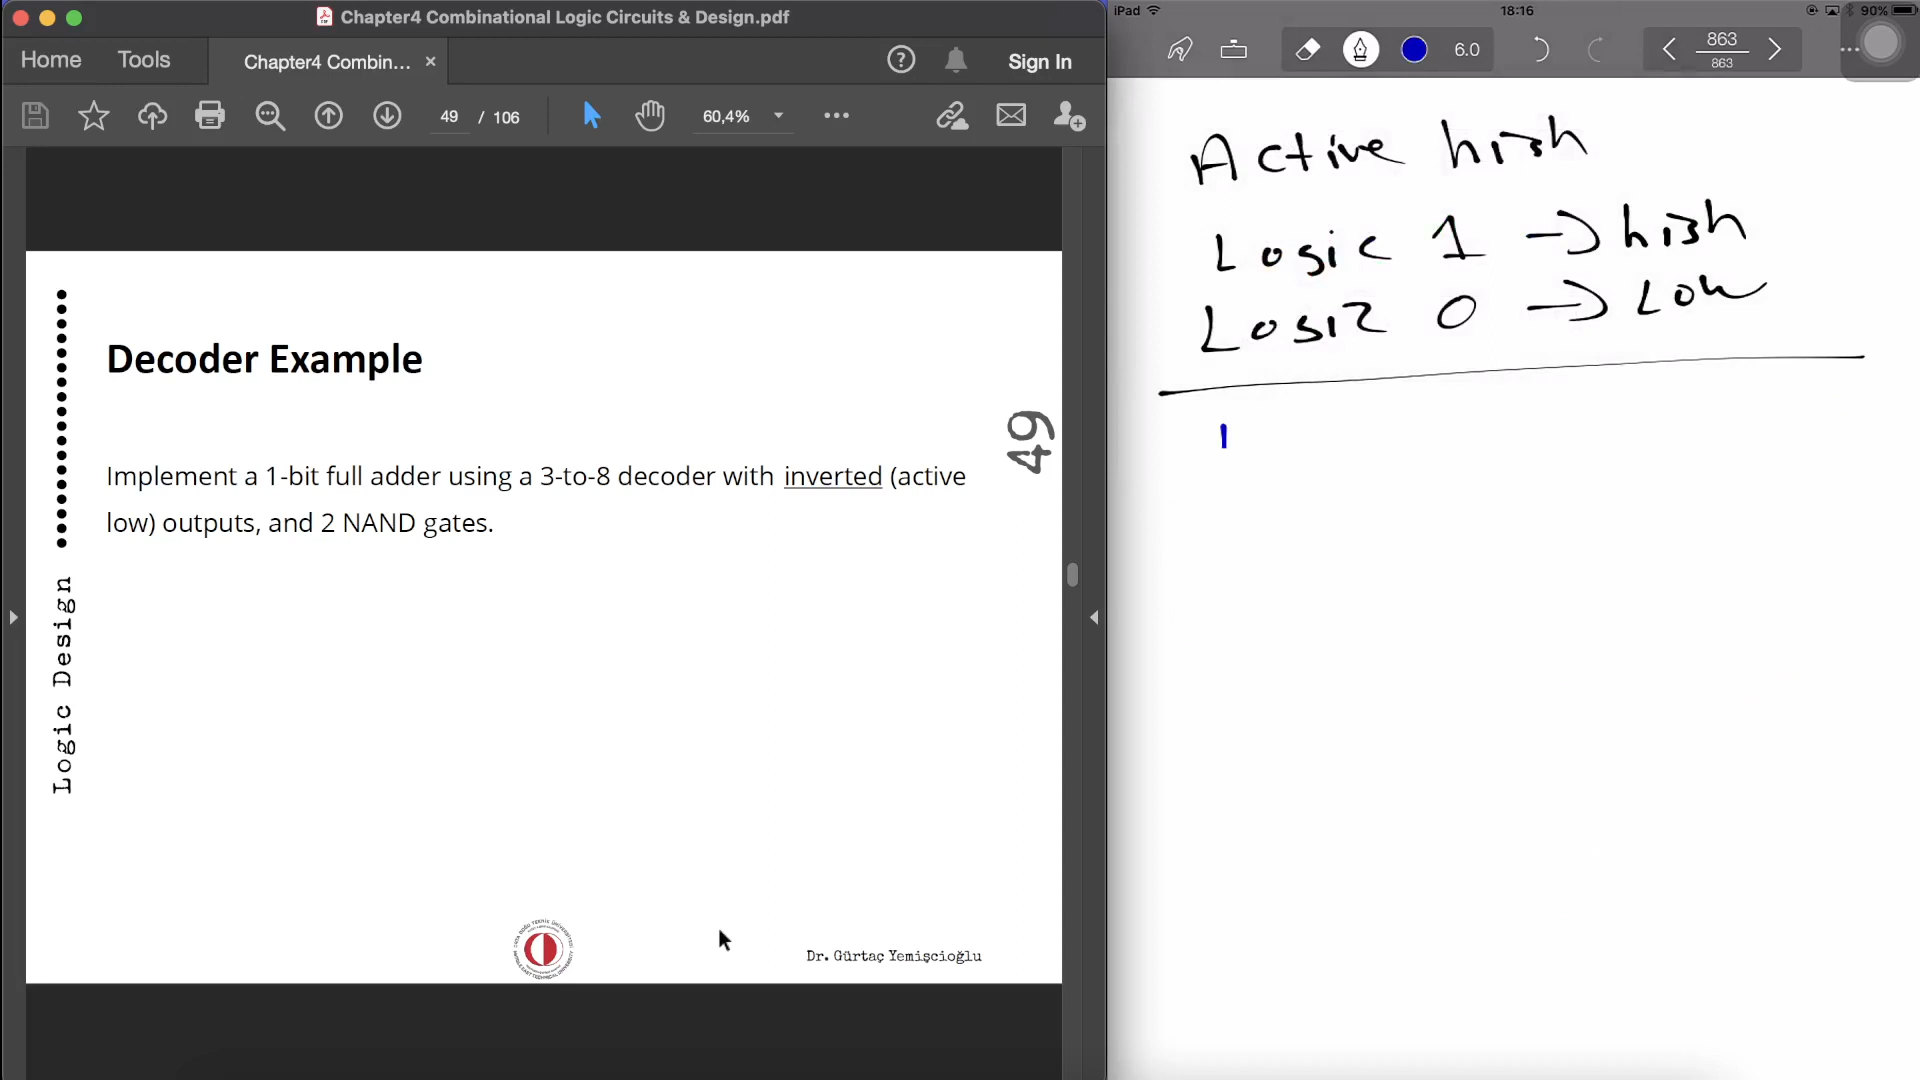 Chapter4 Combinational Logic Circuits & Design.pdf
Home
Tools
Chapter4 Combin...
×
Sign In
49 / 106
60,4%
Decoder Example
49
Implement a 1-bit full adder using a 3-to-8 decoder with inverted (active
low) outputs, and 2 NAND gates.
Logic Design
Dr. Gürtaç Yemişcioğlu
iPad
18:16
90%
6.0
863
863
Active high
Logic 1 → high
Logic 0 → Low